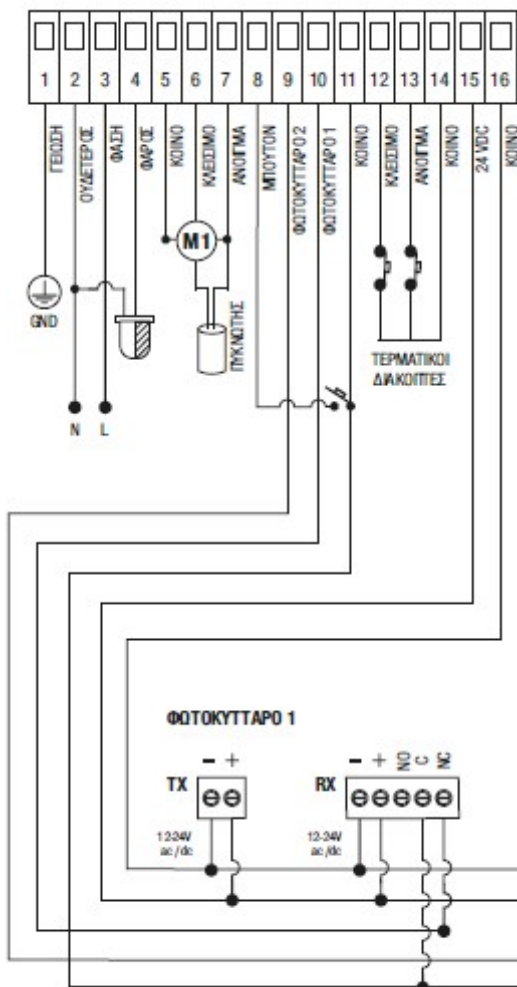 1 2 3 4 5 6 7 8 9 10 11 12 13 14 15 16
ΓΕΙΩΣΗ
ΟΥΔΕΤΕΡΟΣ
ΦΑΣΗ
ΦΑΡΟΣ
ΚΟΙΝΟ
ΚΛΕΙΣΙΜΟ
ΑΝΟΙΓΜΑ
ΜΠΟΥΤΟΝ
ΦΩΤΟΚΥΤΤΑΡΟ 2
ΦΩΤΟΚΥΤΤΑΡΟ 1
ΚΟΙΝΟ
ΚΛΕΙΣΙΜΟ
ΑΝΟΙΓΜΑ
ΚΟΙΝΟ
24 VDC
ΚΟΙΝΟ
M1
GND
ΠΥΚΝΩΤΗΣ
ΤΕΡΜΑΤΙΚΟΙ
ΔΙΑΚΟΠΤΕΣ
N L
ΦΩΤΟΚΥΤΤΑΡΟ 1
TX - +
RX - + NO C NC
12-24V
ac/dc
12-24V
ac/dc